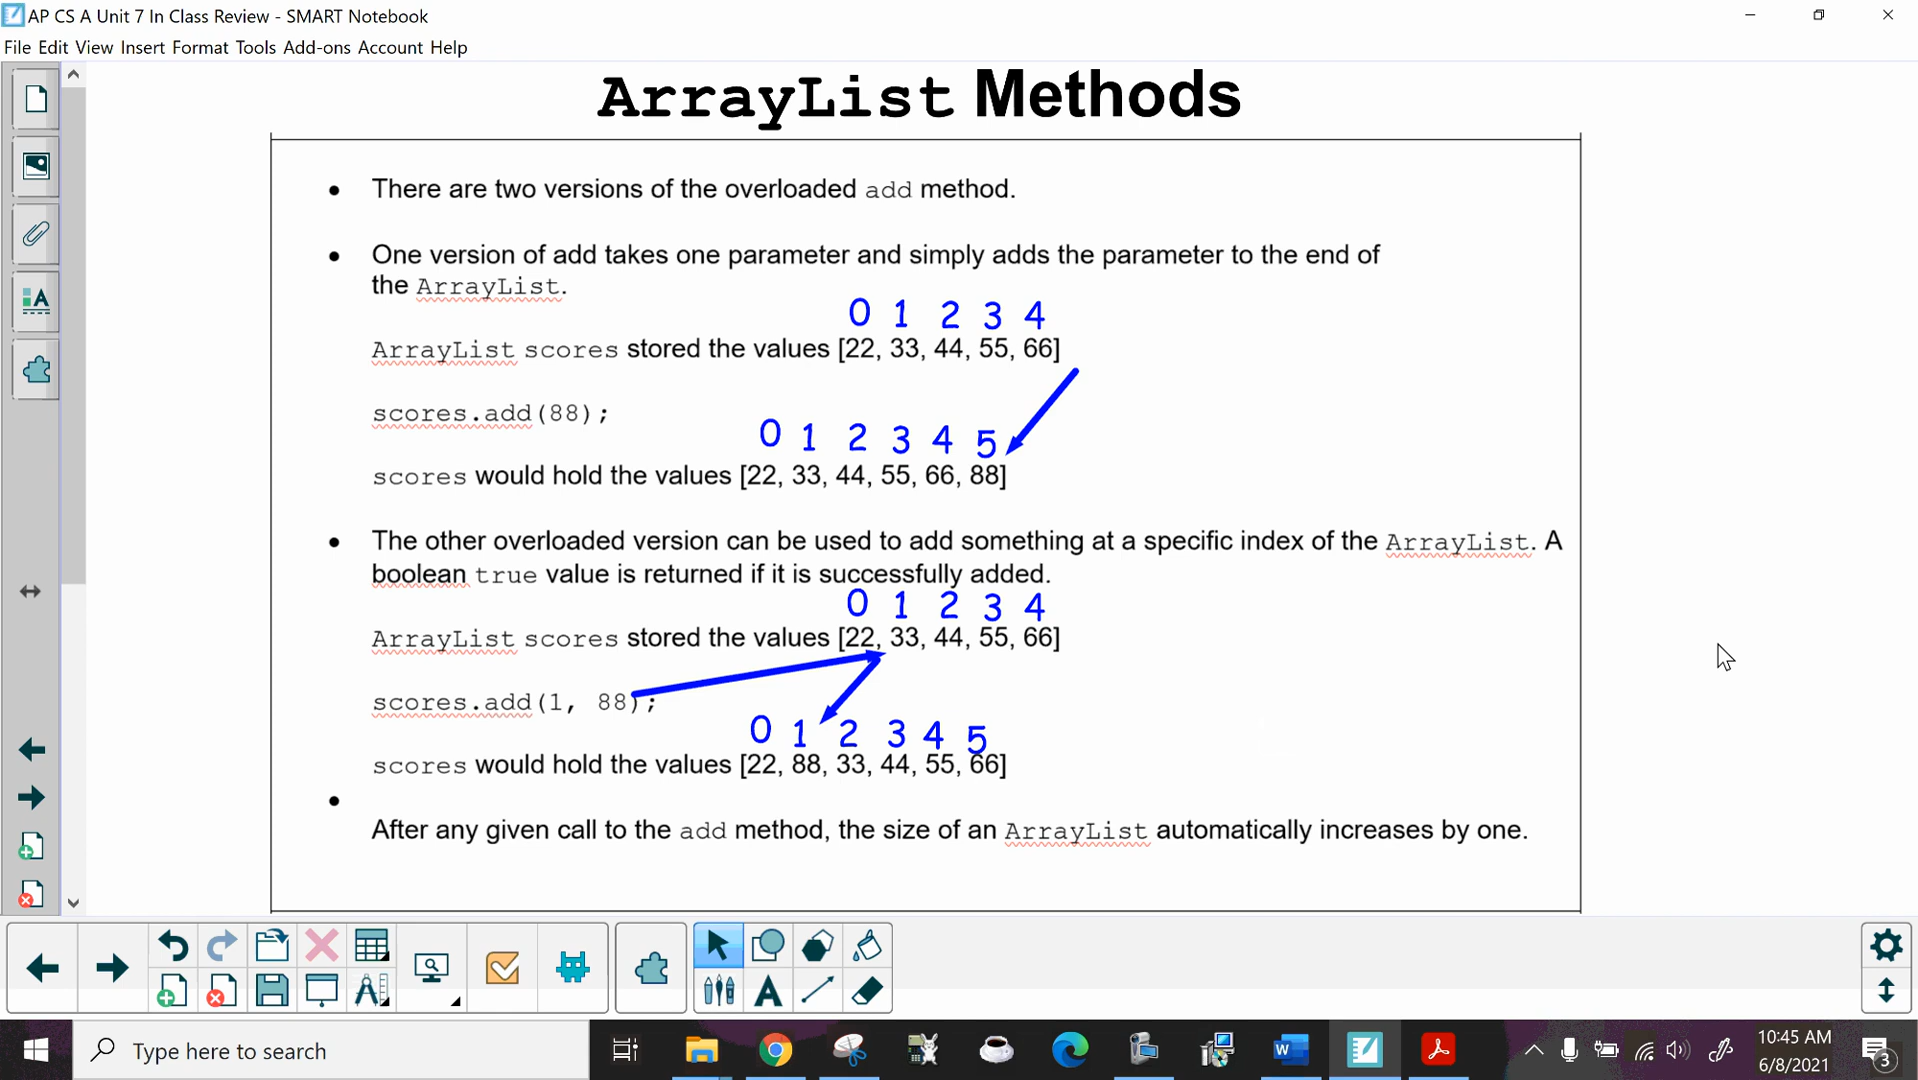 AP CS A Unit 7 In Class Review - SMART Notebook
File Edit View Insert Format Tools Add-ons Account Help
ArrayList Methods
• There are two versions of the overloaded add method.
• One version of add takes one parameter and simply adds the parameter to the end of
the ArrayList.
0 1 2 3 4
ArrayList scores stored the values [22, 33, 44, 55, 66]
scores.add(88);
0 1 2 3 4 5
scores would hold the values [22, 33, 44, 55, 66, 88]
• The other overloaded version can be used to add something at a specific index of the ArrayList. A
boolean true value is returned if it is successfully added.
0 1 2 3 4
ArrayList scores stored the values [22, 33, 44, 55, 66]
scores.add(1, 88);
0 1 2 3 4 5
scores would hold the values [22, 88, 33, 44, 55, 66]
•
After any given call to the add method, the size of an ArrayList automatically increases by one.
Type here to search
10:45 AM
6/8/2021
3